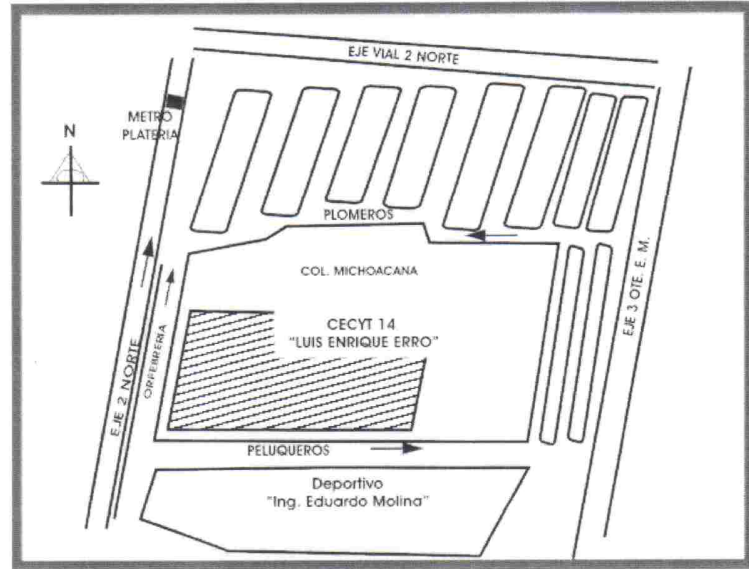 EJE VIAL 2 NORTE
METRO
PLATERIA
N
PLOMEROS
COL. MICHOACANA
CECYT 14
"LUIS ENRIQUE ERRO"
EJE 3 OTE. E. M.
ORFEBRERIA
EJE 2 NORTE
PELUQUEROS
Deportivo
"Ing. Eduardo Molina"